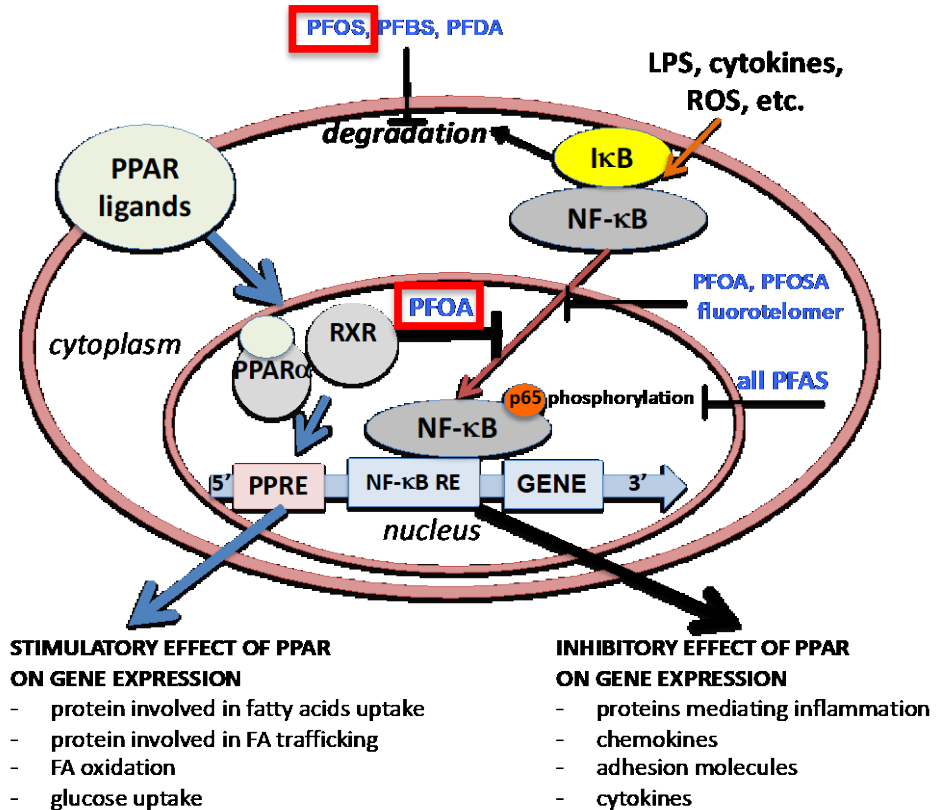 PFOS, PFBS, PFDA
LPS, cytokines,
ROS, etc.
degradation
IκB
PPAR
ligands
NF-κB
PFOA, PFOSA
fluorotelomer
PFOA
RXR
cytoplasm
PPARα
all PFAS
p65 phosphorylation
NF-κB
5’ PPRE NF-κB RE GENE 3’
nucleus
STIMULATORY EFFECT OF PPAR
ON GENE EXPRESSION
- protein involved in fatty acids uptake
- protein involved in FA trafficking
- FA oxidation
- glucose uptake
INHIBITORY EFFECT OF PPAR
ON GENE EXPRESSION
- proteins mediating inflammation
- chemokines
- adhesion molecules
- cytokines